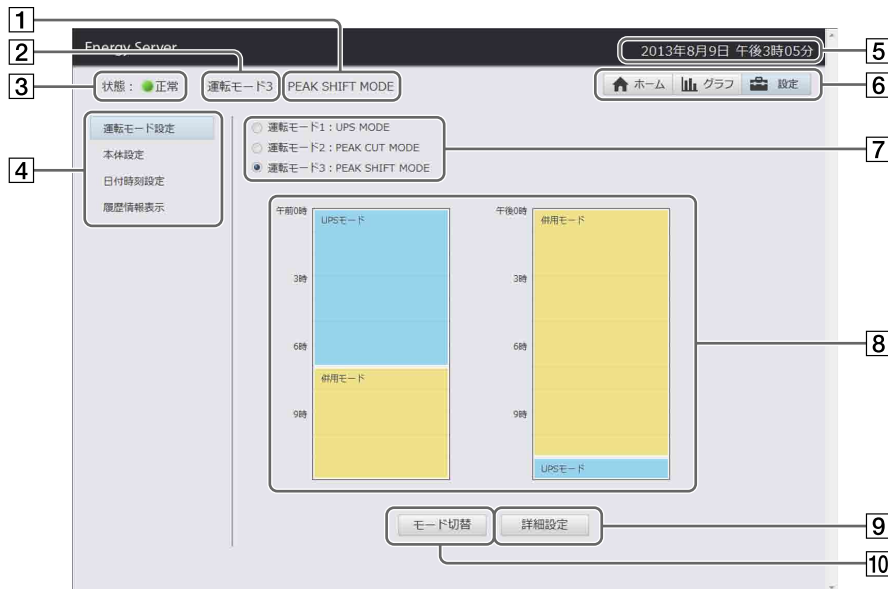 1
2
3
4
5
6
7
8
9
10
Energy Server
2013年8月9日 午後3時05分
状態： 正常
運転モード3
PEAK SHIFT MODE
ホーム
グラフ
設定
運転モード設定
本体設定
日付時刻設定
履歴情報表示
運転モード1：UPS MODE
運転モード2：PEAK CUT MODE
運転モード3：PEAK SHIFT MODE
午前0時
3時
6時
9時
UPSモード
併用モード
午後0時
3時
6時
9時
併用モード
UPSモード
モード切替
詳細設定